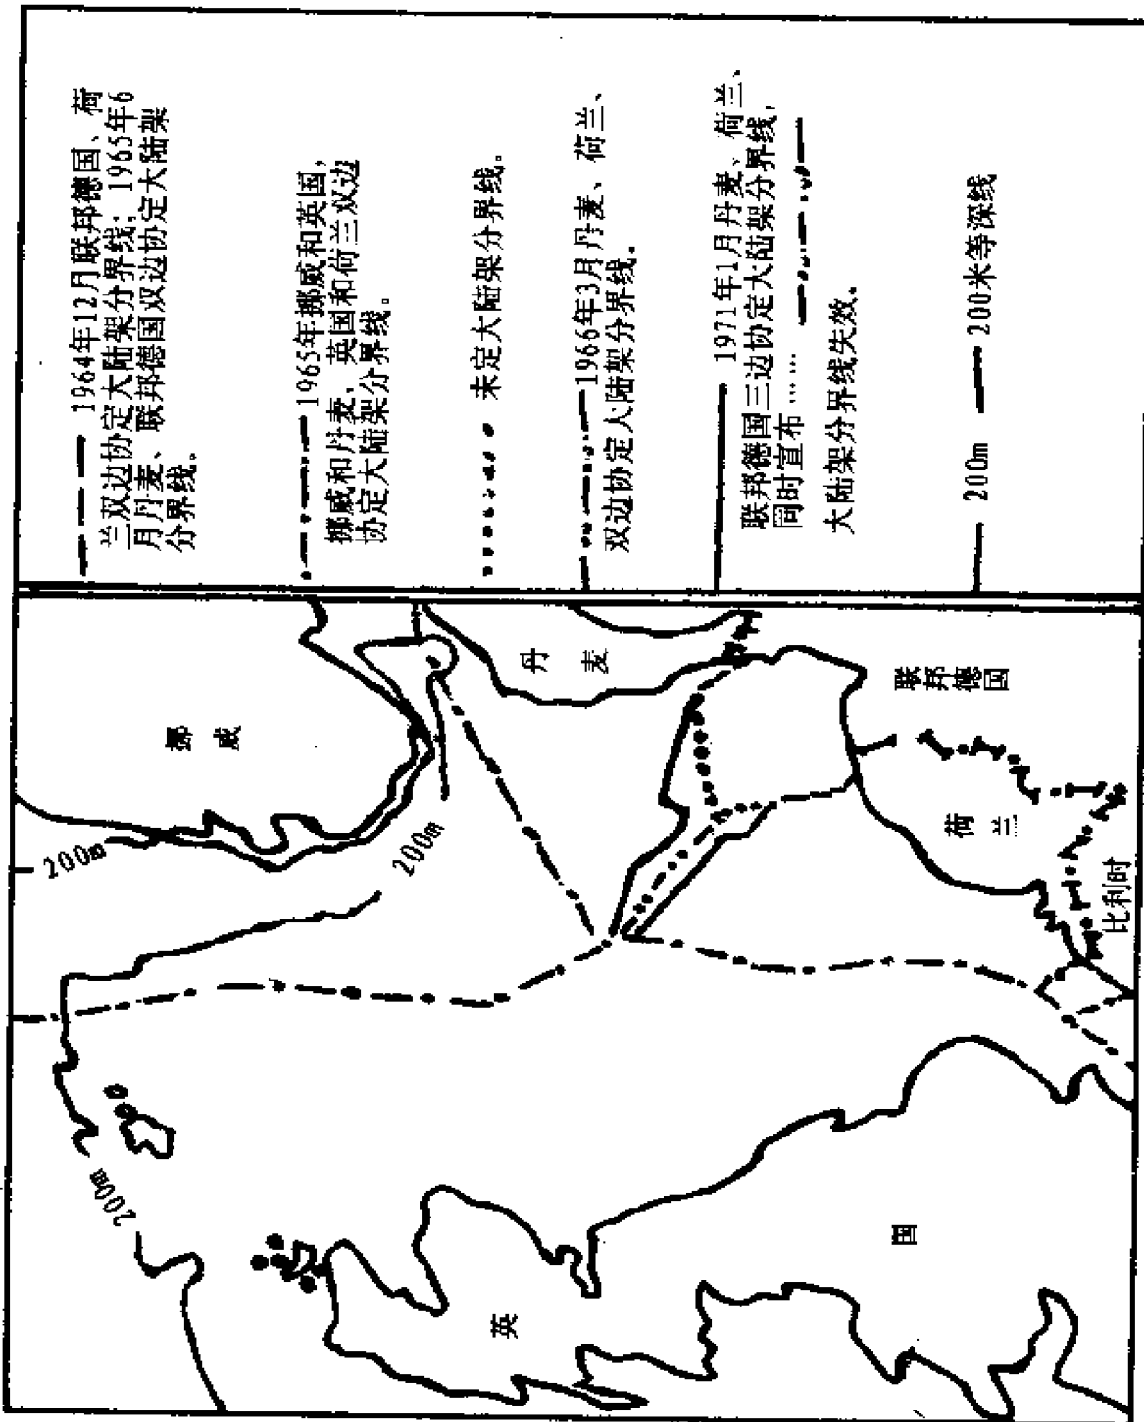 挪威
200m
200m
200m
丹麦
联邦德国
荷兰
比利时
英国
1964年12月联邦德国、荷
兰双边协定大陆架分界线；1965年6
月丹麦、联邦德国双边协定大陆架
分界线。
1965年挪威和英国，
挪威和丹麦，英国和荷兰双边
协定大陆架分界线。
未定大陆架分界线。
1966年3月丹麦、荷兰、
双边协定大陆架分界线。
1971年1月丹麦、荷兰、
联邦德国三边协定大陆架分界线，
同时宣布……
大陆架分界线失效。
200m 200米等深线